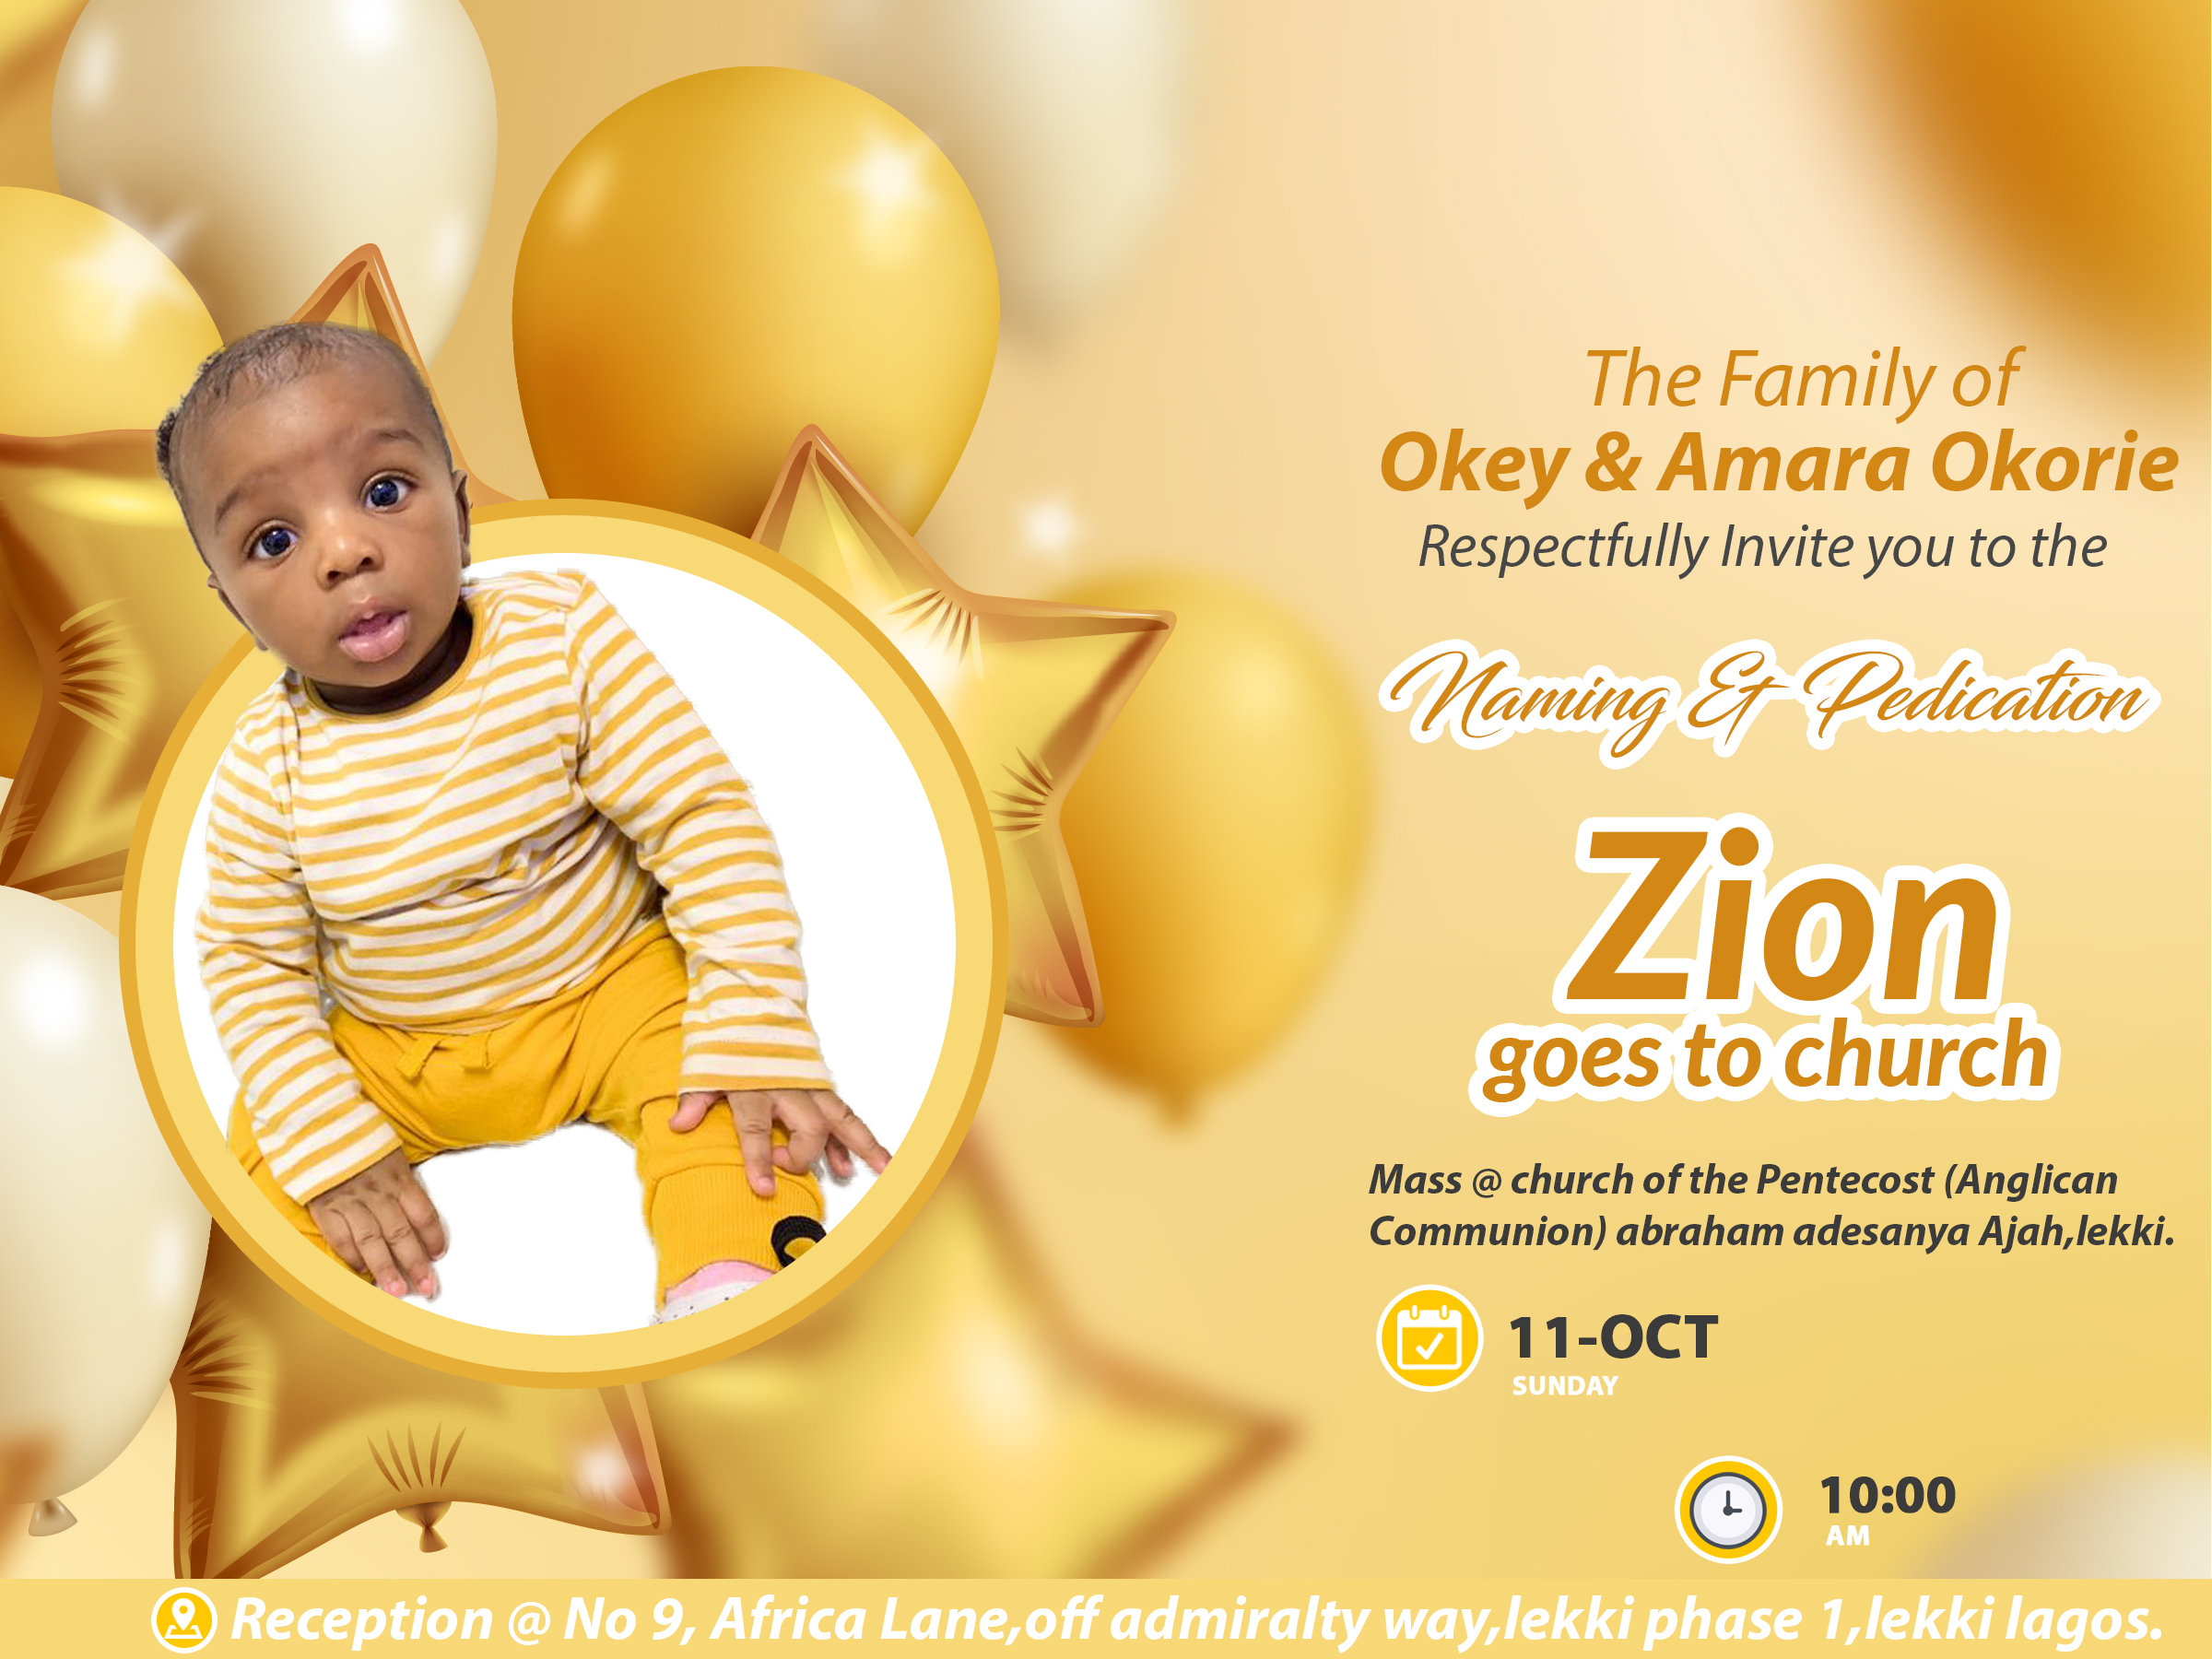 The Family of
Okey & Amara Okorie
Respectfully Invite you to the
Naming & Pedication
Zion
goes to church
Mass @ church of the Pentecost (Anglican
Communion) abraham adesanya Ajah,lekki.
11-OCT
SUNDAY
10:00
AM
Reception @ No 9, Africa Lane,off admiralty way,lekki phase 1,lekki lagos.